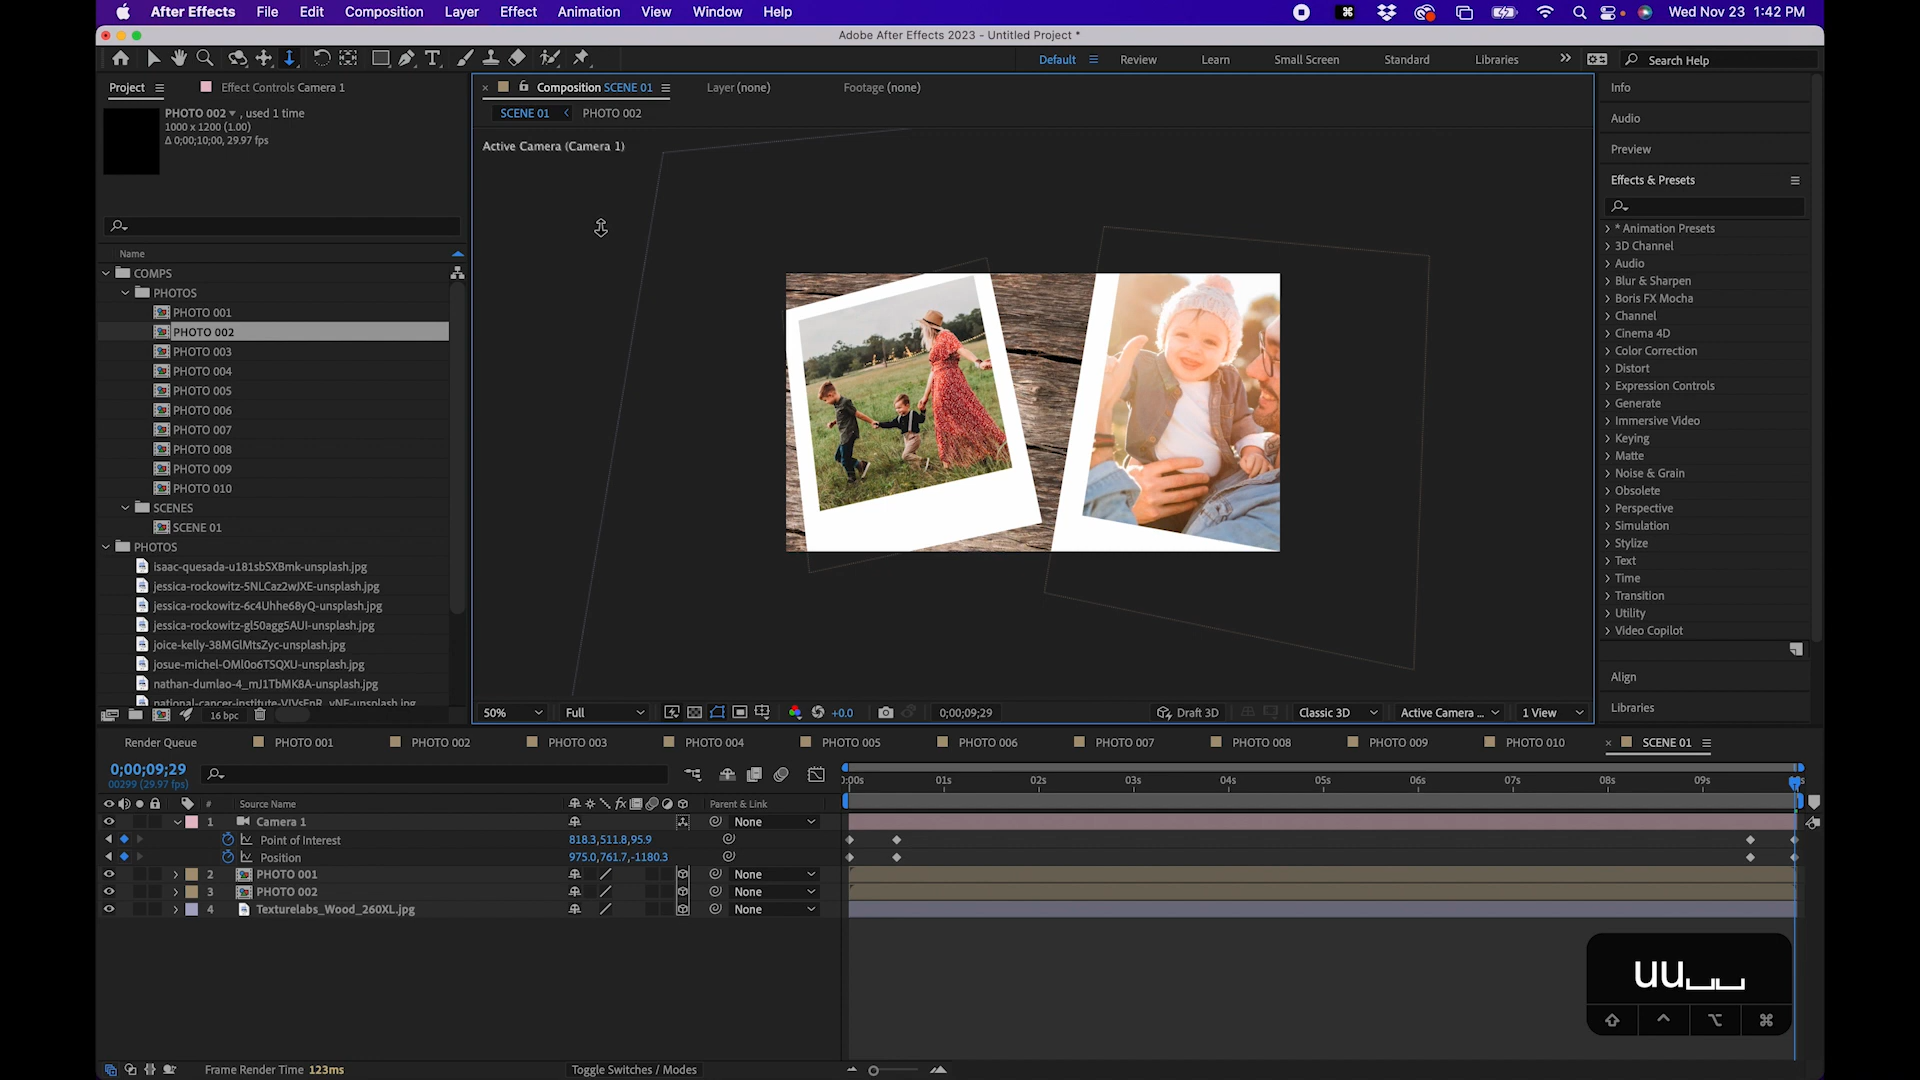 After Effects File Edit Composition Layer Effect Animation View Window Help
Wed Nov 23 1:42 PM
Adobe After Effects 2023 - Untitled Project *
Default Review Learn Small Screen Standard Libraries Search Help
Project Effect Controls Camera 1
PHOTO 002 , used 1 time
1000 x 1200 (1.00)
Δ 0;00;10;00, 29.97 fps
Name
COMPS
PHOTOS
PHOTO 001
PHOTO 002
PHOTO 003
PHOTO 004
PHOTO 005
PHOTO 006
PHOTO 007
PHOTO 008
PHOTO 009
PHOTO 010
SCENES
SCENE 01
PHOTOS
isaac-quesada-u181sbSXBmk-unsplash.jpg
jessica-rockowitz-5NLCaz2wJXE-unsplash.jpg
jessica-rockowitz-6c4Uhhe68yQ-unsplash.jpg
jessica-rockowitz-gl50agg5AUI-unsplash.jpg
joice-kelly-38MGlMtsZyc-unsplash.jpg
josue-michel-OMl0o6TSQXU-unsplash.jpg
nathan-dumlao-4_mJ1TbMK8A-unsplash.jpg
16 bpc
Composition SCENE 01 Layer (none) Footage (none)
SCENE 01 PHOTO 002
Active Camera (Camera 1)
50% Full +0.0 0;00;09;29 Draft 3D Classic 3D Active Camera ... 1 View
Info
Audio
Preview
Effects & Presets
* Animation Presets
3D Channel
Audio
Blur & Sharpen
Boris FX Mocha
Channel
Cinema 4D
Color Correction
Distort
Expression Controls
Generate
Immersive Video
Keying
Matte
Noise & Grain
Obsolete
Perspective
Simulation
Stylize
Text
Time
Transition
Utility
Video Copilot
Align
Libraries
Render Queue PHOTO 001 PHOTO 002 PHOTO 003 PHOTO 004 PHOTO 005 PHOTO 006 PHOTO 007 PHOTO 008 PHOTO 009 PHOTO 010 SCENE 01
0;00;09;29
00299 (29.97 fps)
01s 02s 03s 04s 05s 06s 07s 08s 09s
# Source Name Parent & Link
1 Camera 1 None
Point of Interest 818.3,511.8,95.9
Position 975.0,761.7,-1180.3
2 PHOTO 001 None
3 PHOTO 002 None
4 Texturelabs_Wood_260XL.jpg None
uu␣␣
⇧ ⌃ ⌥ ⌘
Frame Render Time 123ms Toggle Switches / Modes